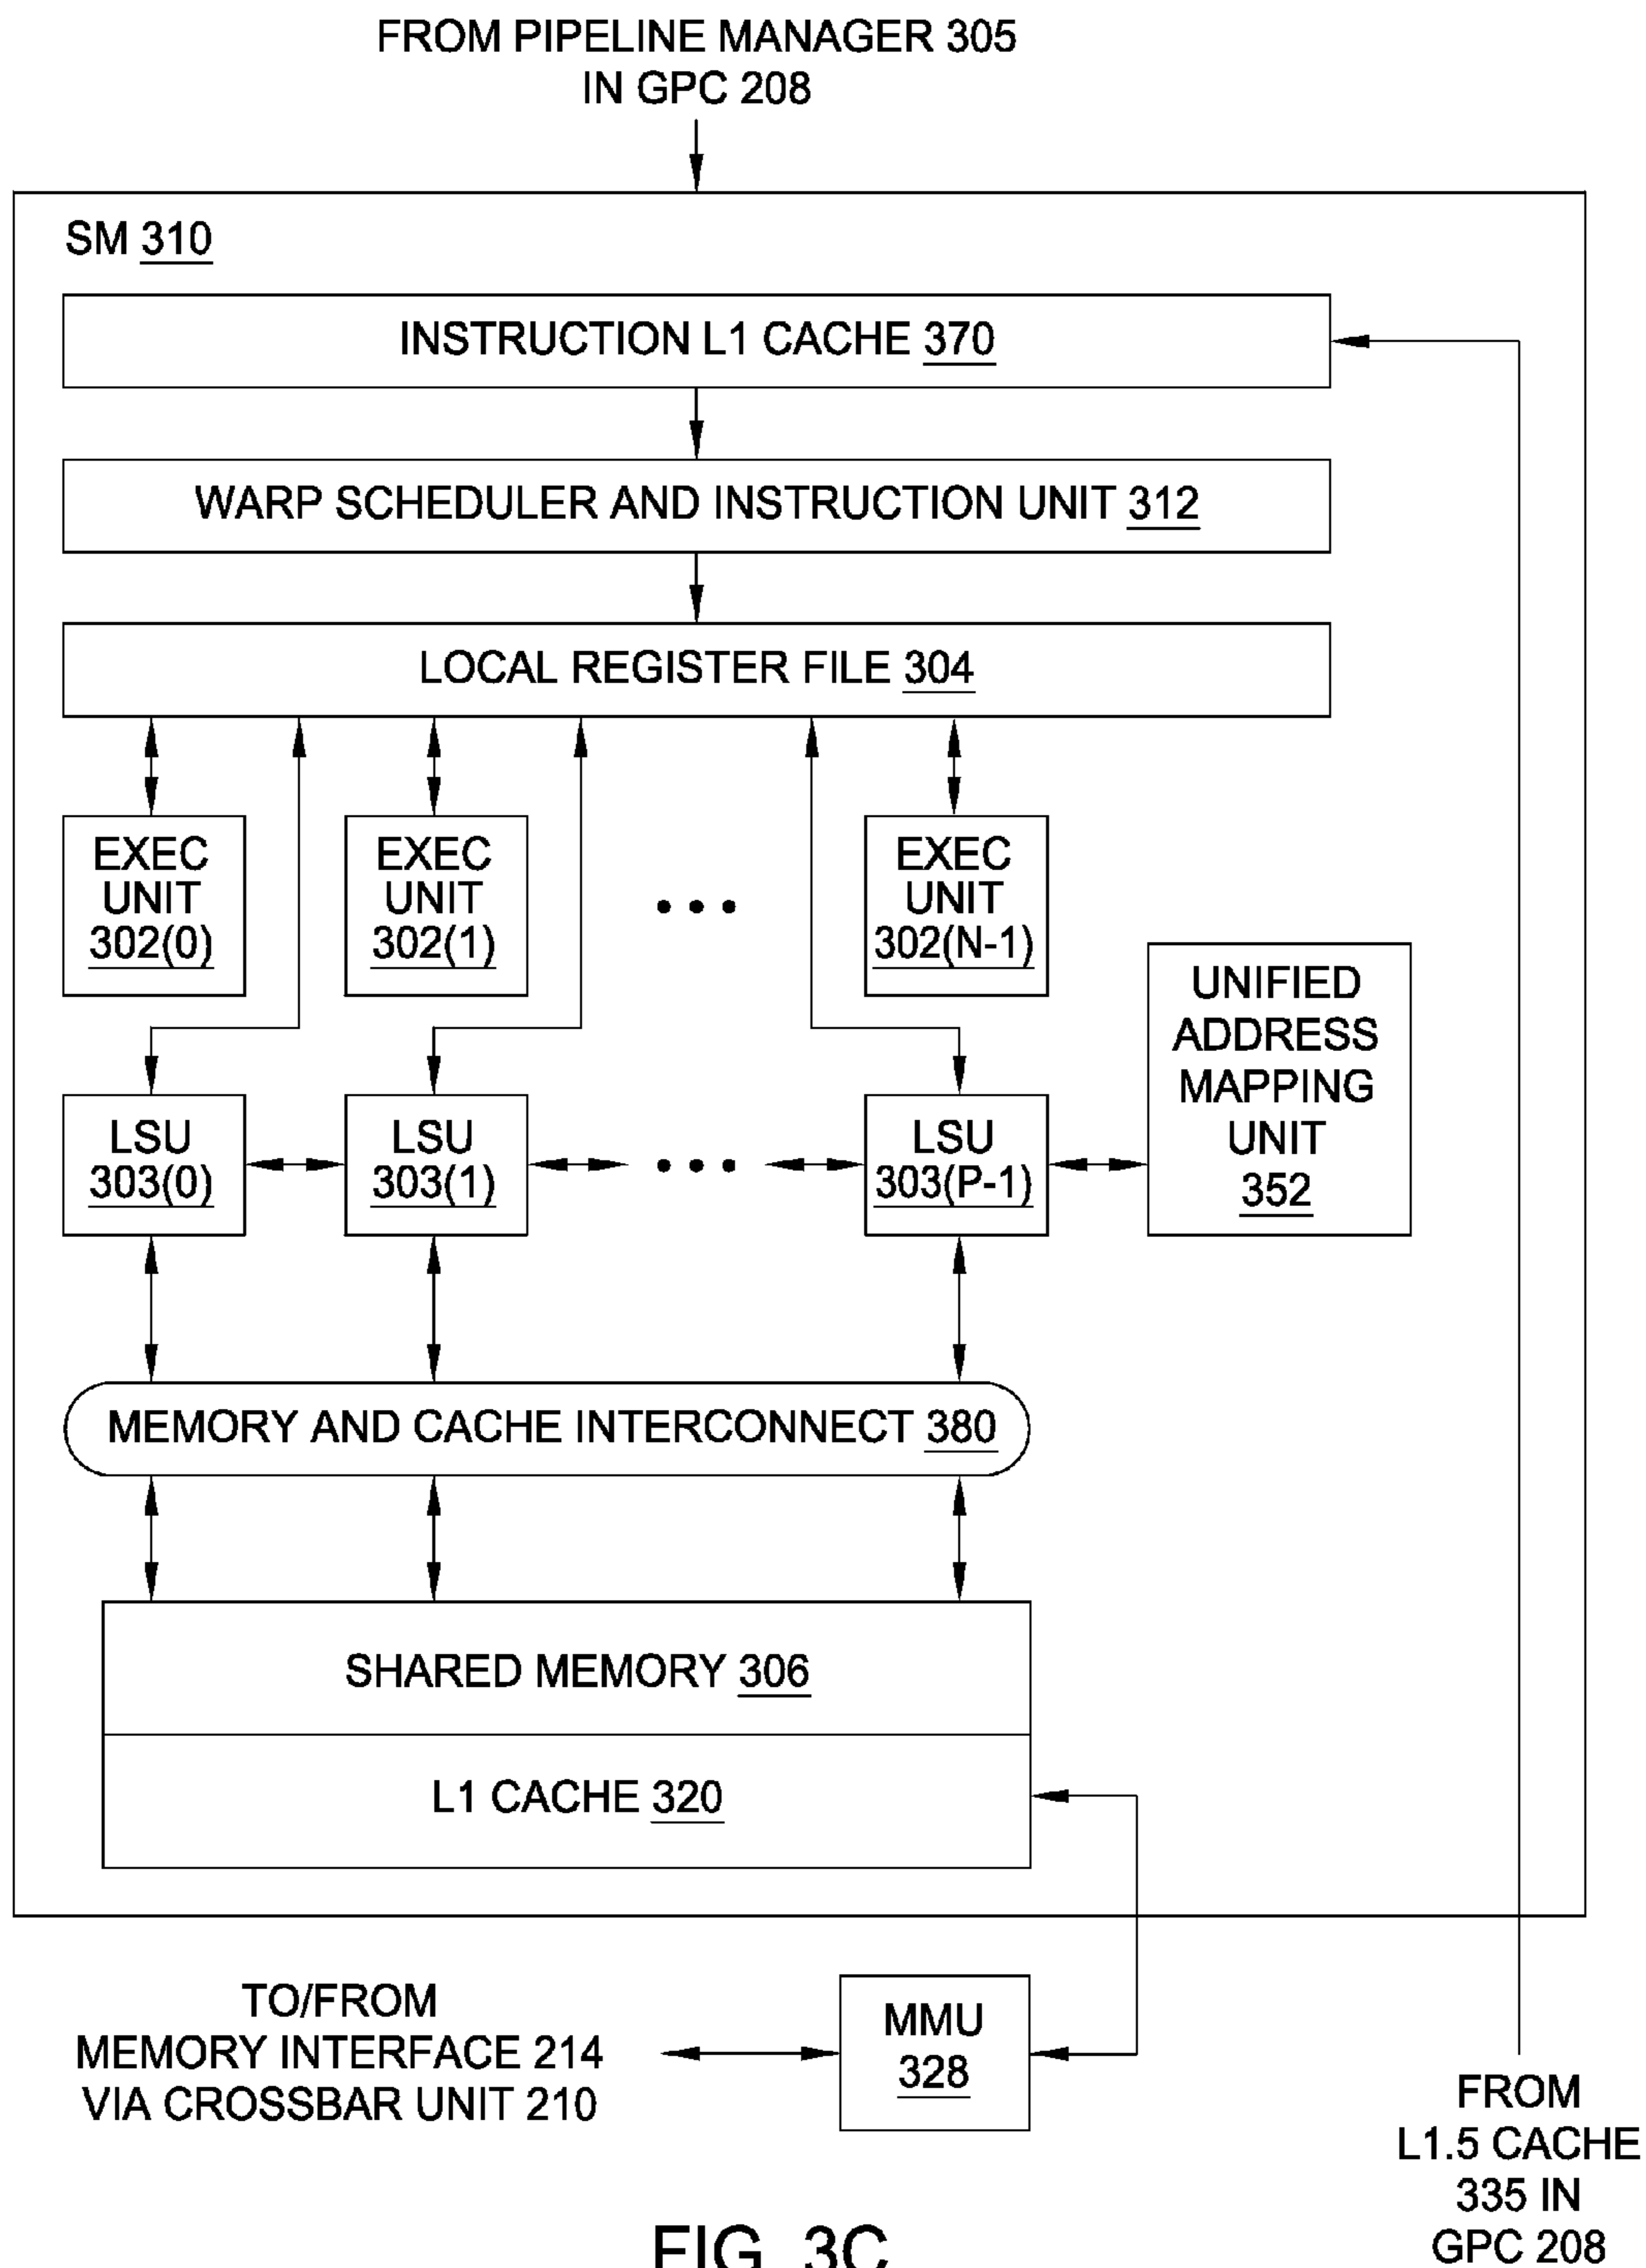 FROM PIPELINE MANAGER 305
IN GPC 208
SM 310
INSTRUCTION L1 CACHE 370
WARP SCHEDULER AND INSTRUCTION UNIT 312
LOCAL REGISTER FILE 304
EXEC
UNIT
302(0)
EXEC
UNIT
302(1)
• • •
EXEC
UNIT
302(N-1)
UNIFIED
ADDRESS
MAPPING
UNIT
352
LSU
303(0)
LSU
303(1)
• • •
LSU
303(P-1)
MEMORY AND CACHE INTERCONNECT 380
SHARED MEMORY 306
L1 CACHE 320
TO/FROM
MEMORY INTERFACE 214
VIA CROSSBAR UNIT 210
MMU
328
FROM
L1.5 CACHE
335 IN
GPC 208
FIG. 3C